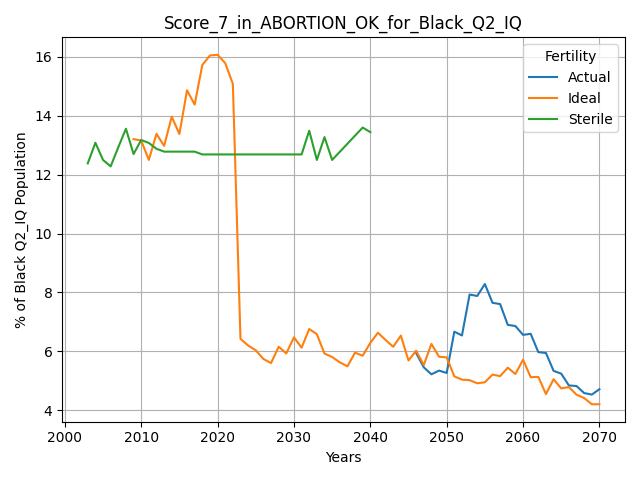 Score_7_in_ABORTION_OK_for_Black_Q2_IQ
% of Black Q2_IQ Population
16
14
12
10
8
6
4
Fertility
Actual
Ideal
Sterile
2000 2010 2020 2030 2040 2050 2060 2070
Years